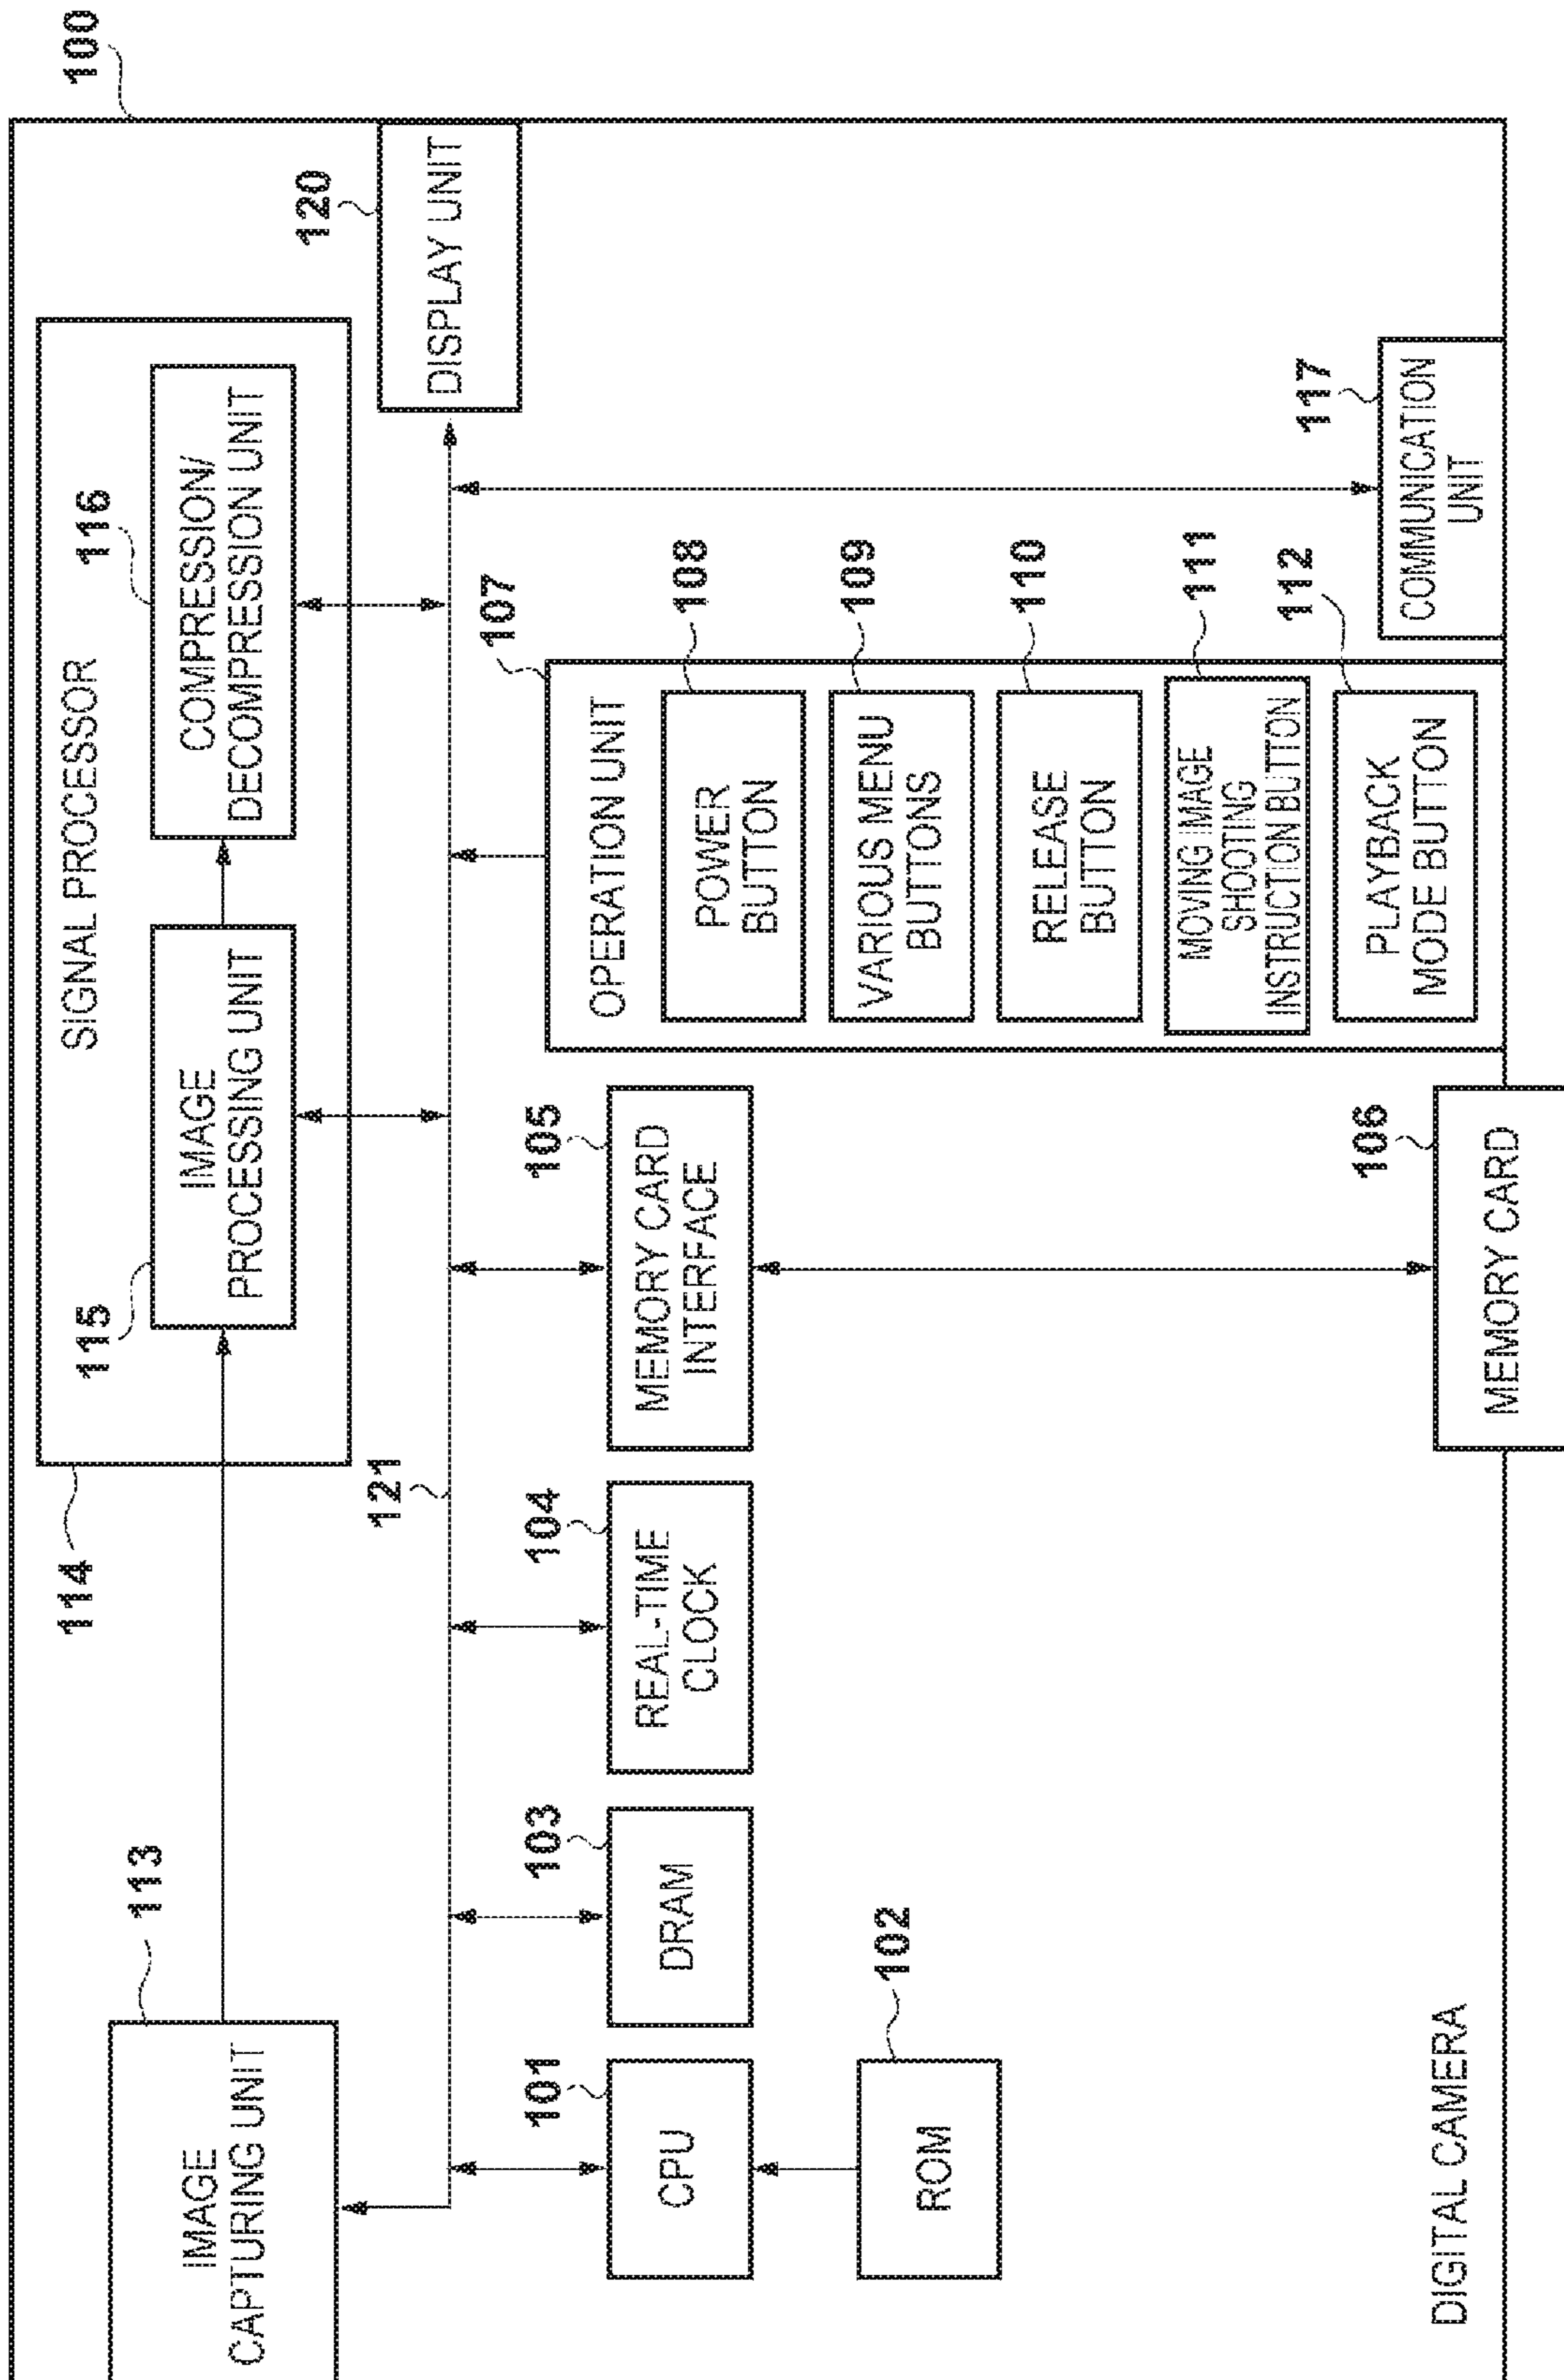 100
113
IMAGE
CAPTURING UNIT
114
SIGNAL PROCESSOR
115
IMAGE
PROCESSING UNIT
116
COMPRESSION/
DECOMPRESSION UNIT
121
120
DISPLAY UNIT
101
CPU
103
DRAM
104
REAL-TIME
CLOCK
105
MEMORY CARD
INTERFACE
107
OPERATION UNIT
POWER
BUTTON
108
VARIOUS MENU
BUTTONS
109
RELEASE
BUTTON
110
MOVING IMAGE
SHOOTING
INSTRUCTION BUTTON
111
PLAYBACK
MODE BUTTON
112
102
ROM
117
COMMUNICATION
UNIT
106
MEMORY CARD
DIGITAL CAMERA